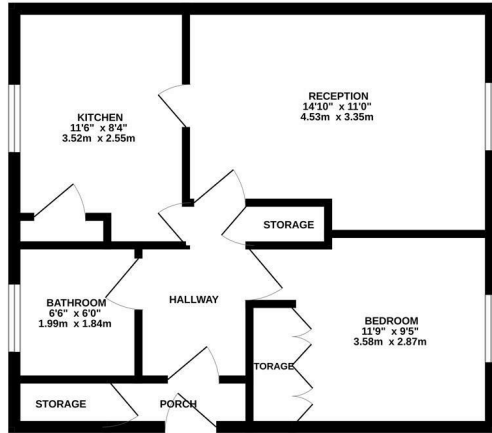 KITCHEN
11'6" x 8'4"
3.52m x 2.55m
RECEPTION
14'10" x 11'0"
4.53m x 3.35m
STORAGE
BATHROOM
6'6" x 6'0"
1.99m x 1.84m
HALLWAY
BEDROOM
11'9" x 9'5"
3.58m x 2.87m
TORAGE
STORAGE
PORCH